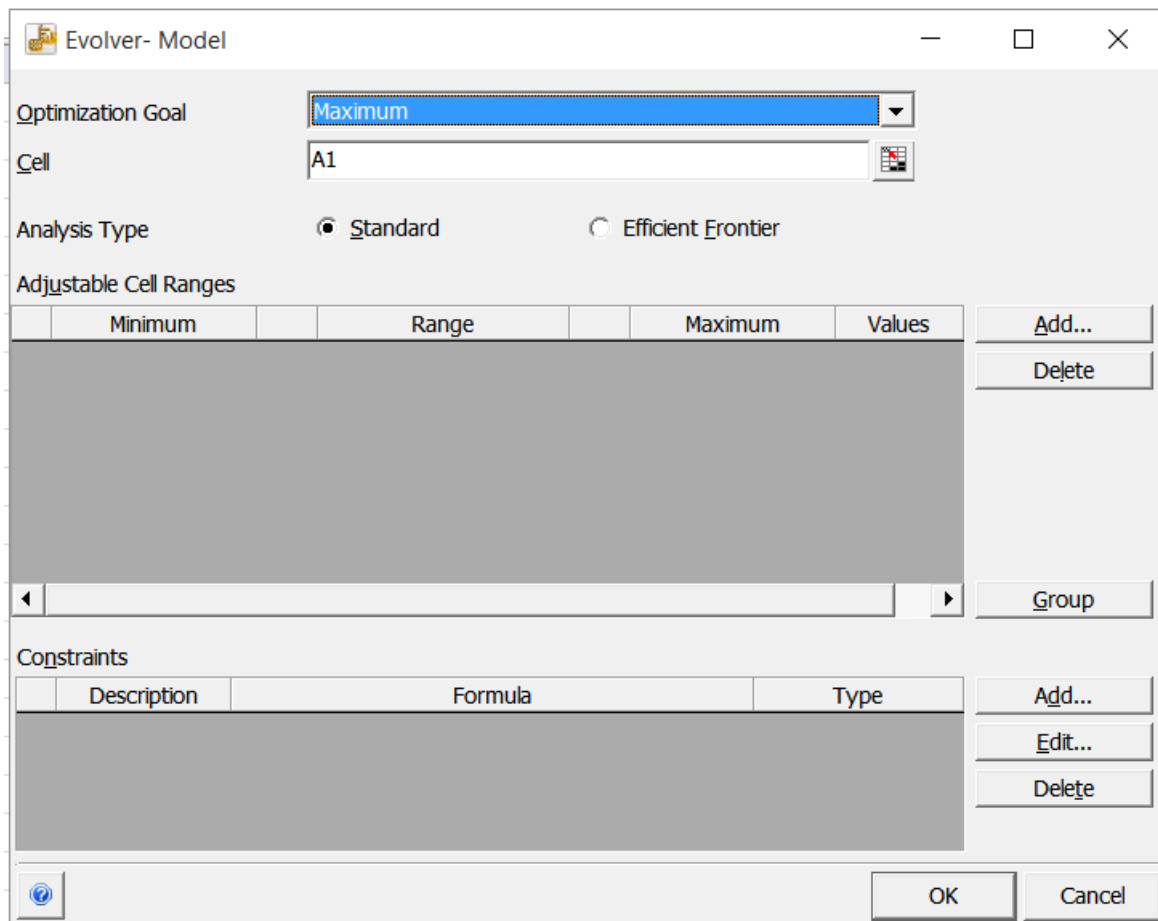 Evolver- Model
Optimization Goal Maximum
Cell A1
Analysis Type Standard Efficient Frontier
Adjustable Cell Ranges
Minimum Range Maximum Values Add...
Delete
Group
Constraints
Description Formula Type Add...
Edit...
Delete
OK Cancel